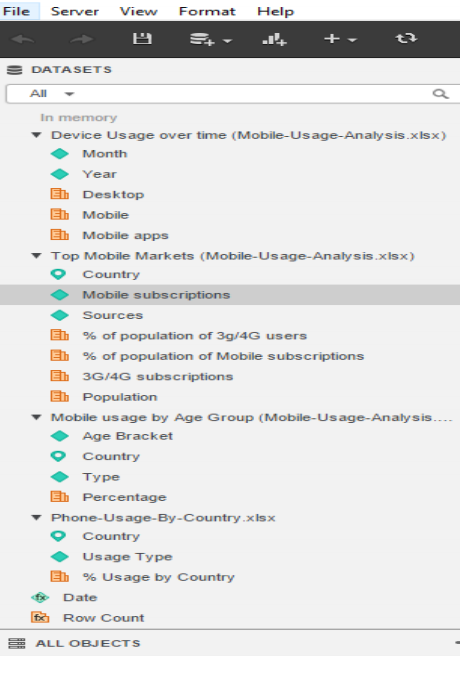 File Server View Format Help
DATASETS
All
In memory
Device Usage over time (Mobile-Usage-Analysis.xlsx)
Month
Year
Desktop
Mobile
Mobile apps
Top Mobile Markets (Mobile-Usage-Analysis.xlsx)
Country
Mobile subscriptions
Sources
% of population of 3g/4G users
% of population of Mobile subscriptions
3G/4G subscriptions
Population
Mobile usage by Age Group (Mobile-Usage-Analysis....
Age Bracket
Country
Type
Percentage
Phone-Usage-By-Country.xlsx
Country
Usage Type
% Usage by Country
fx Date
fx Row Count
ALL OBJECTS